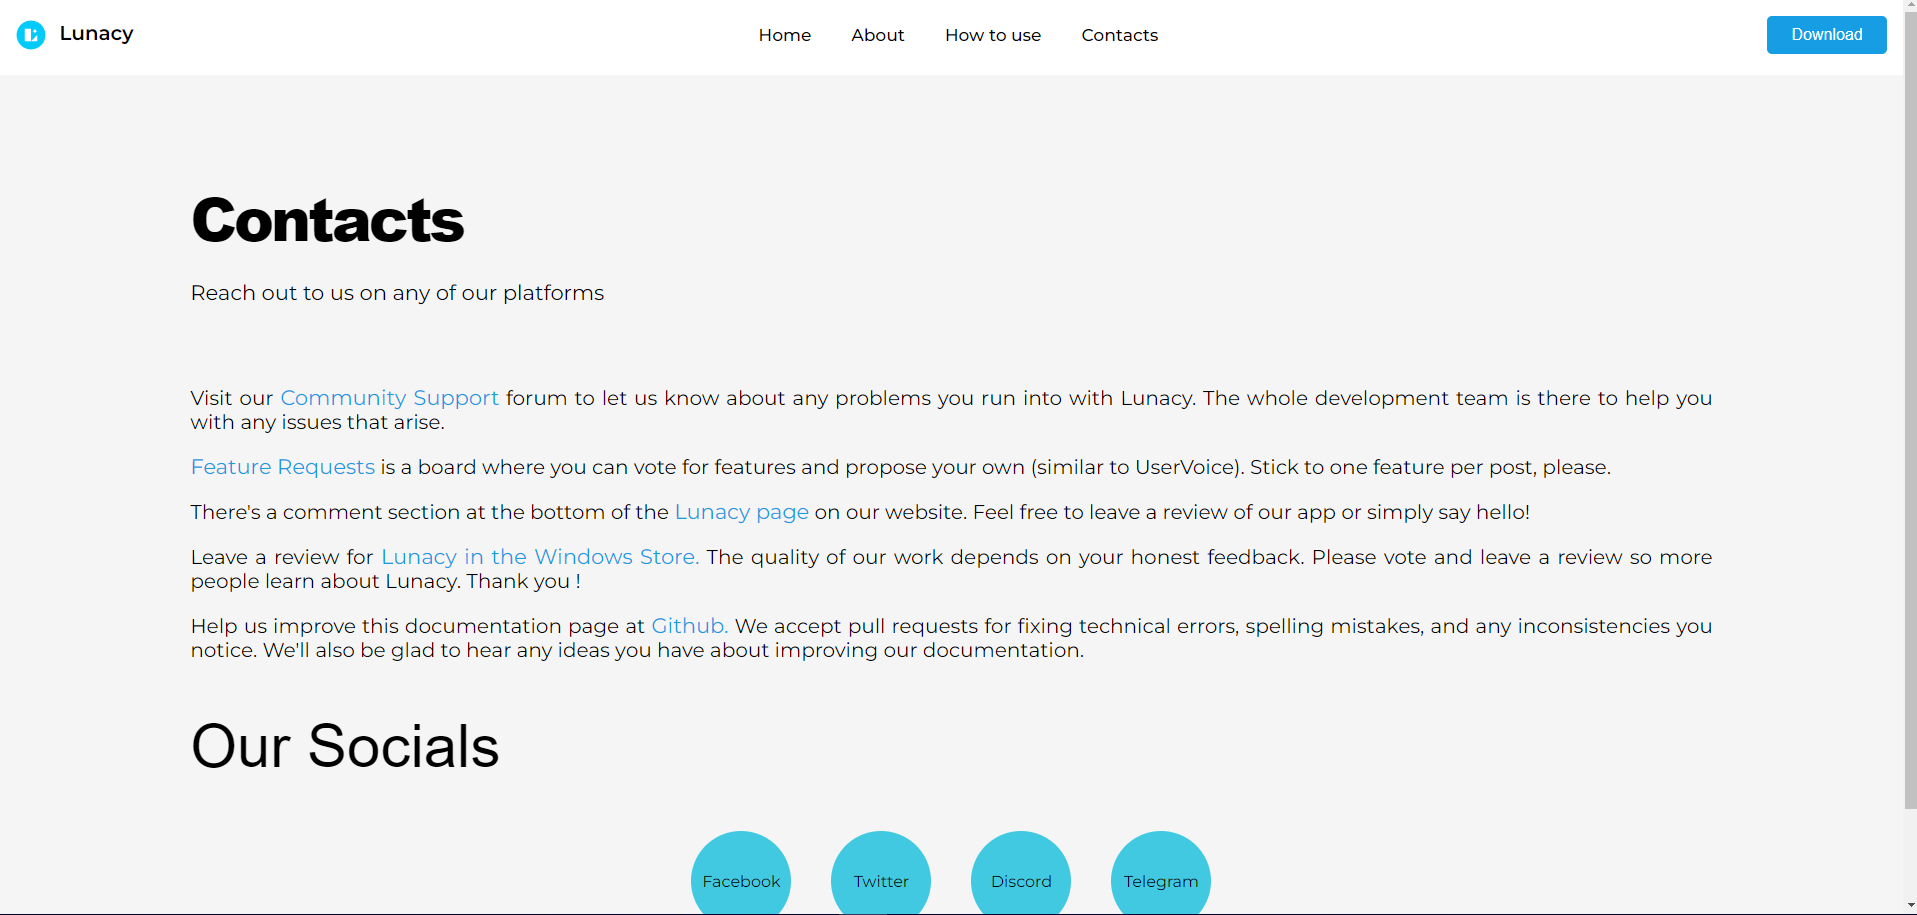 Lunacy
Home About How to use Contacts
Download
Contacts
Reach out to us on any of our platforms
Visit our Community Support forum to let us know about any problems you run into with Lunacy. The whole development team is there to help you
with any issues that arise.
Feature Requests is a board where you can vote for features and propose your own (similar to UserVoice). Stick to one feature per post, please.
There's a comment section at the bottom of the Lunacy page on our website. Feel free to leave a review of our app or simply say hello!
Leave a review for Lunacy in the Windows Store. The quality of our work depends on your honest feedback. Please vote and leave a review so more
people learn about Lunacy. Thank you !
Help us improve this documentation page at Github. We accept pull requests for fixing technical errors, spelling mistakes, and any inconsistencies you
notice. We'll also be glad to hear any ideas you have about improving our documentation.
Our Socials
Facebook Twitter Discord Telegram